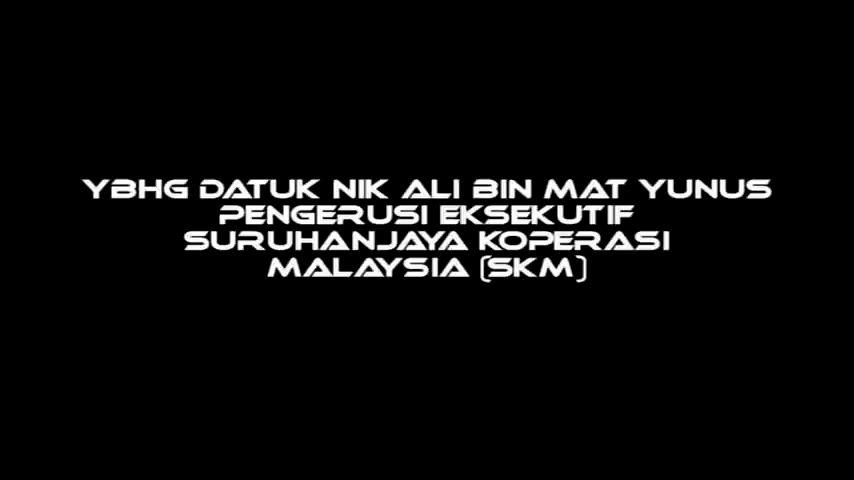 YBHG DATUK NIK ALI BIN MAT YUNUS
PENGERUSI EKSEKUTIF
SURUHANJAYA KOPERASI
MALAYSIA (SKM)